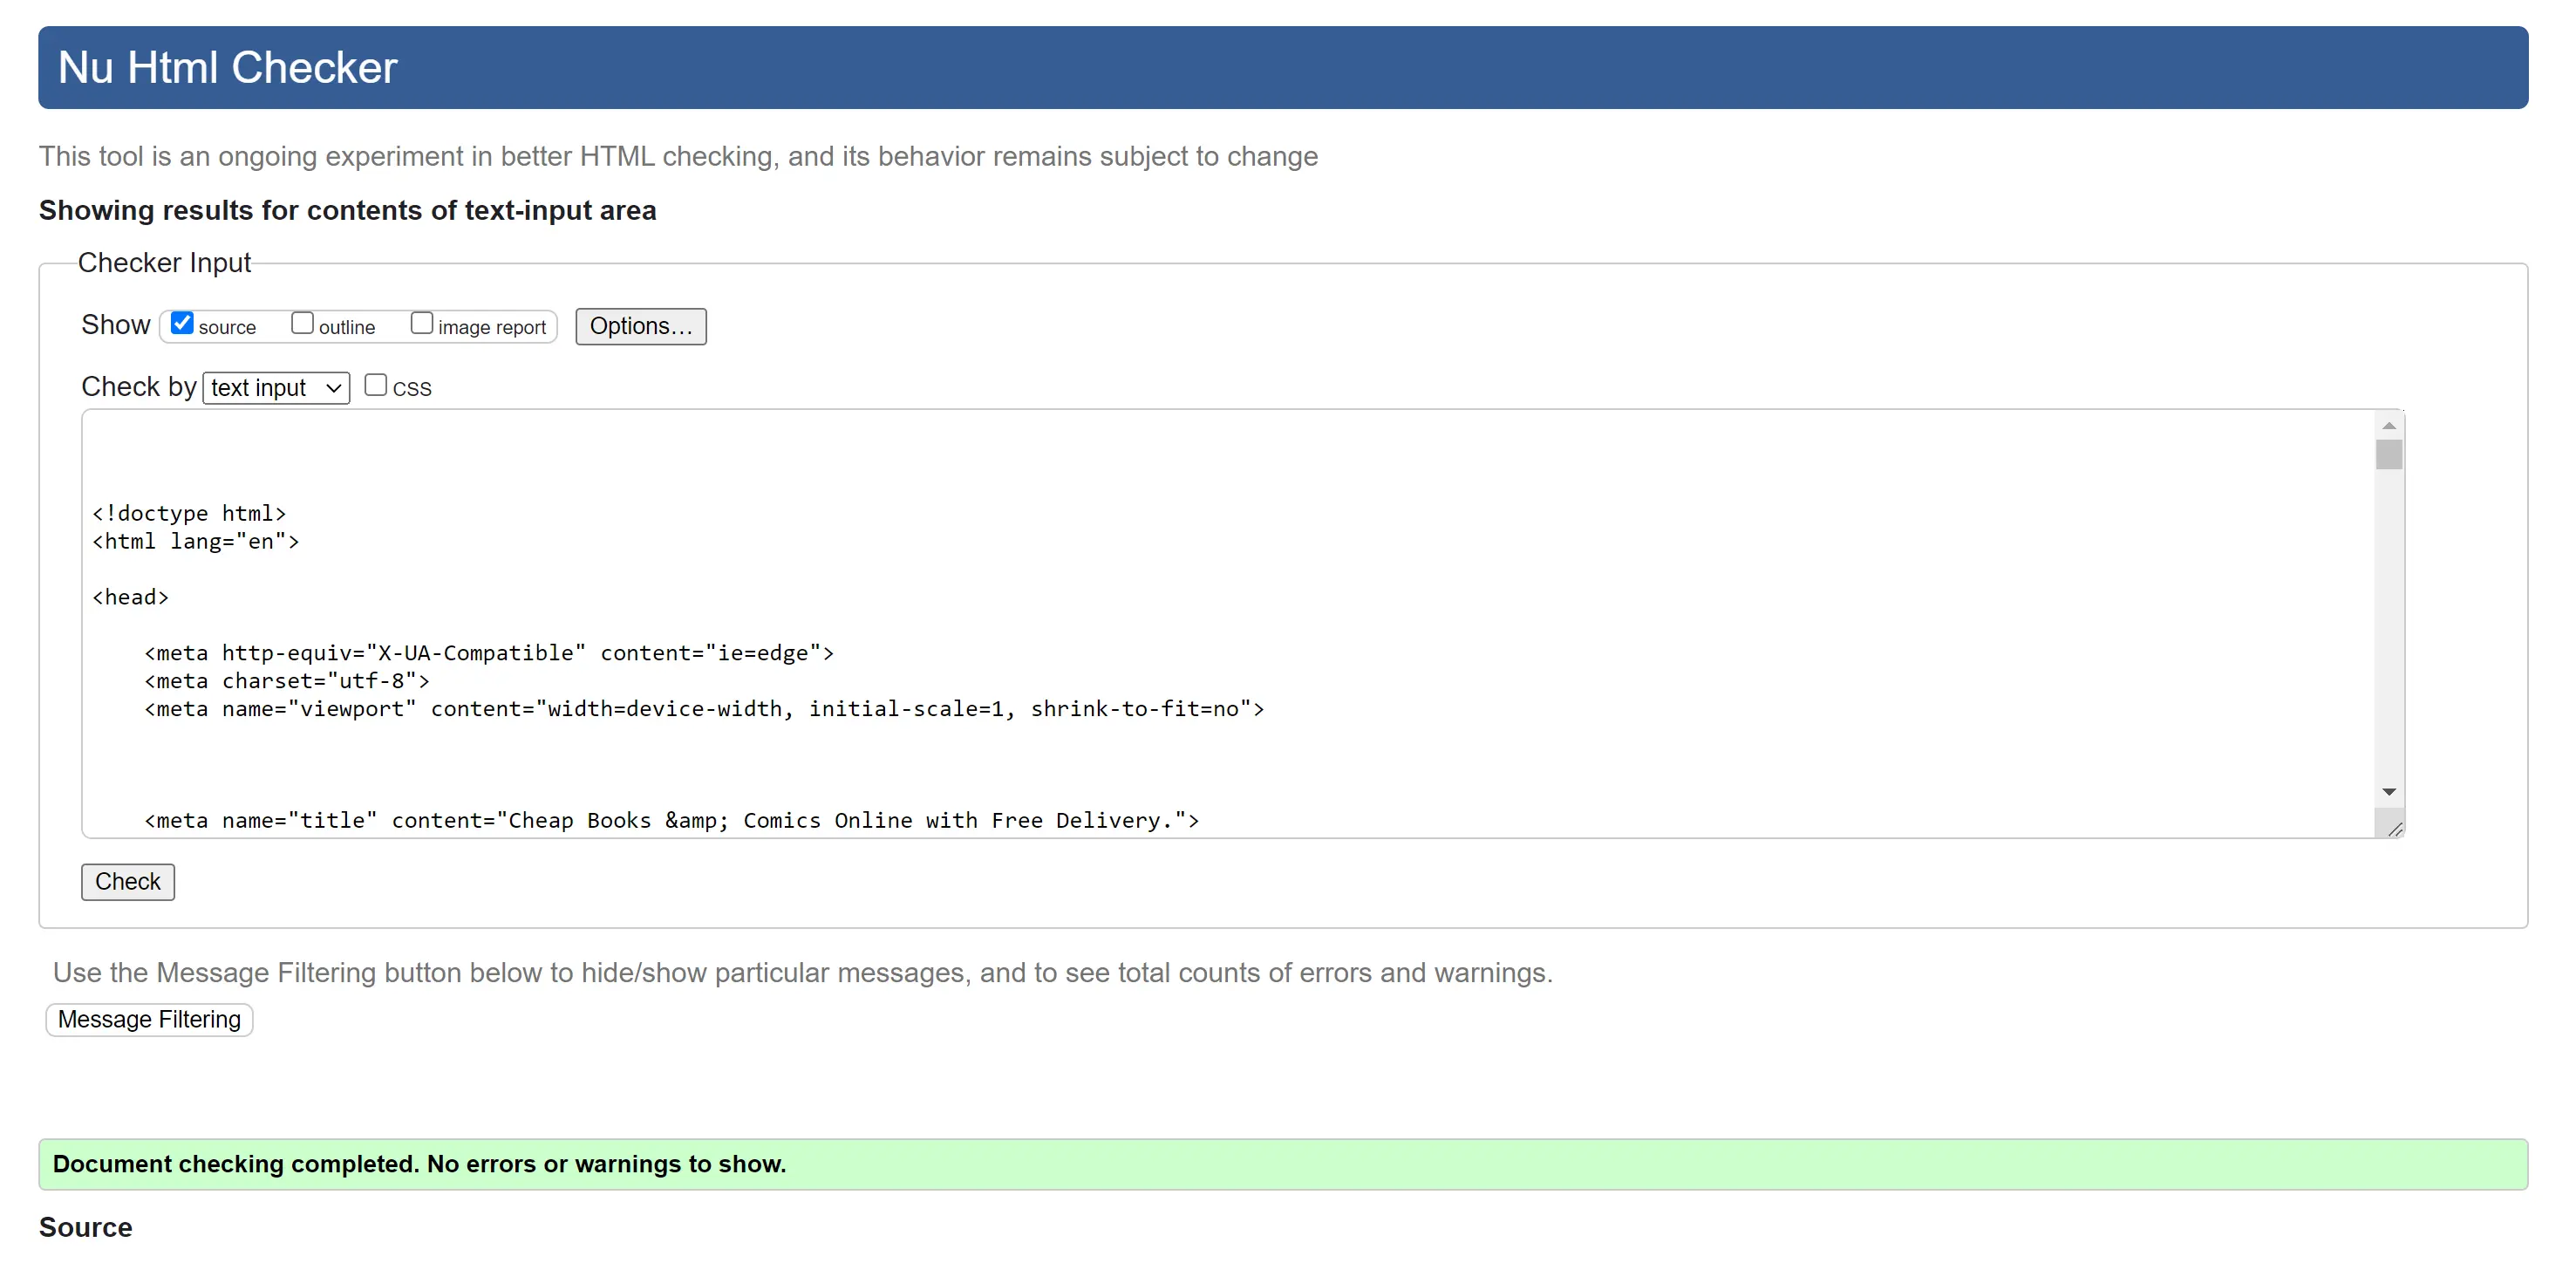 Nu Html Checker
This tool is an ongoing experiment in better HTML checking, and its behavior remains subject to change
Showing results for contents of text-input area
Checker Input
Show source outline image report Options...
Check by text input CSS
<!doctype html>
<html lang="en">
<head>
<meta http-equiv="X-UA-Compatible" content="ie=edge">
<meta charset="utf-8">
<meta name="viewport" content="width=device-width, initial-scale=1, shrink-to-fit=no">
<meta name="title" content="Cheap Books &amp; Comics Online with Free Delivery.">
Check
Use the Message Filtering button below to hide/show particular messages, and to see total counts of errors and warnings.
Message Filtering
Document checking completed. No errors or warnings to show.
Source